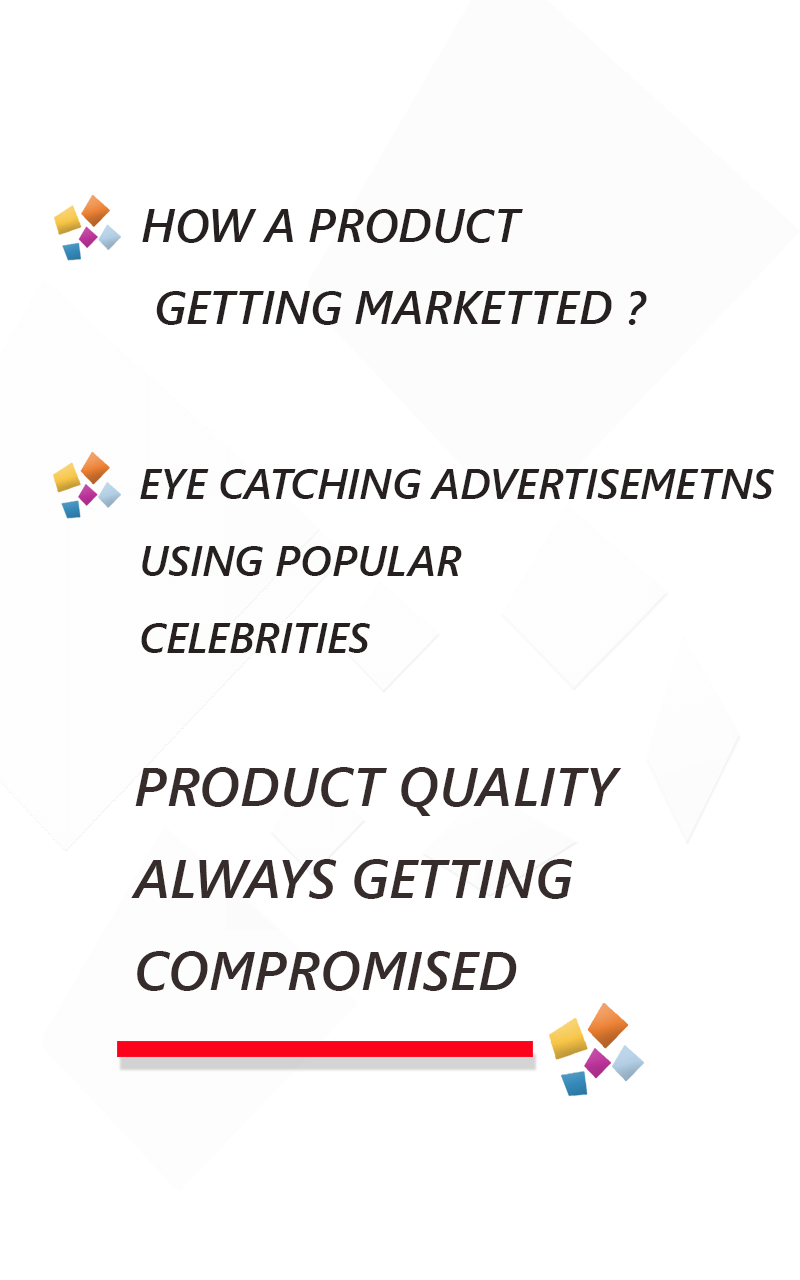 HOW A PRODUCT
GETTING MARKETTED ?
EYE CATCHING ADVERTISEMETNS
USING POPULAR
CELEBRITIES
PRODUCT QUALITY
ALWAYS GETTING
COMPROMISED